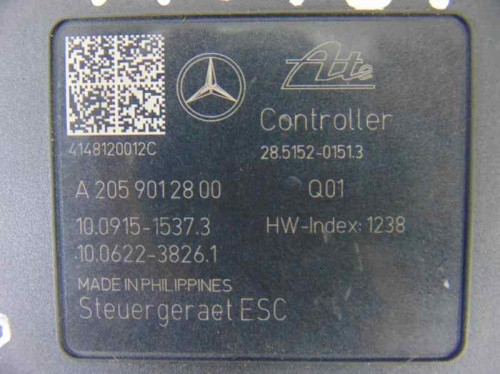 Ate
Controller
4148120012C
28.5152-0151.3
A 205 901 28 00 Q01
10.0915-1537.3 HW-Index: 1238
10.0622-3826.1
MADE IN PHILIPPINES
Steuergeraet ESC